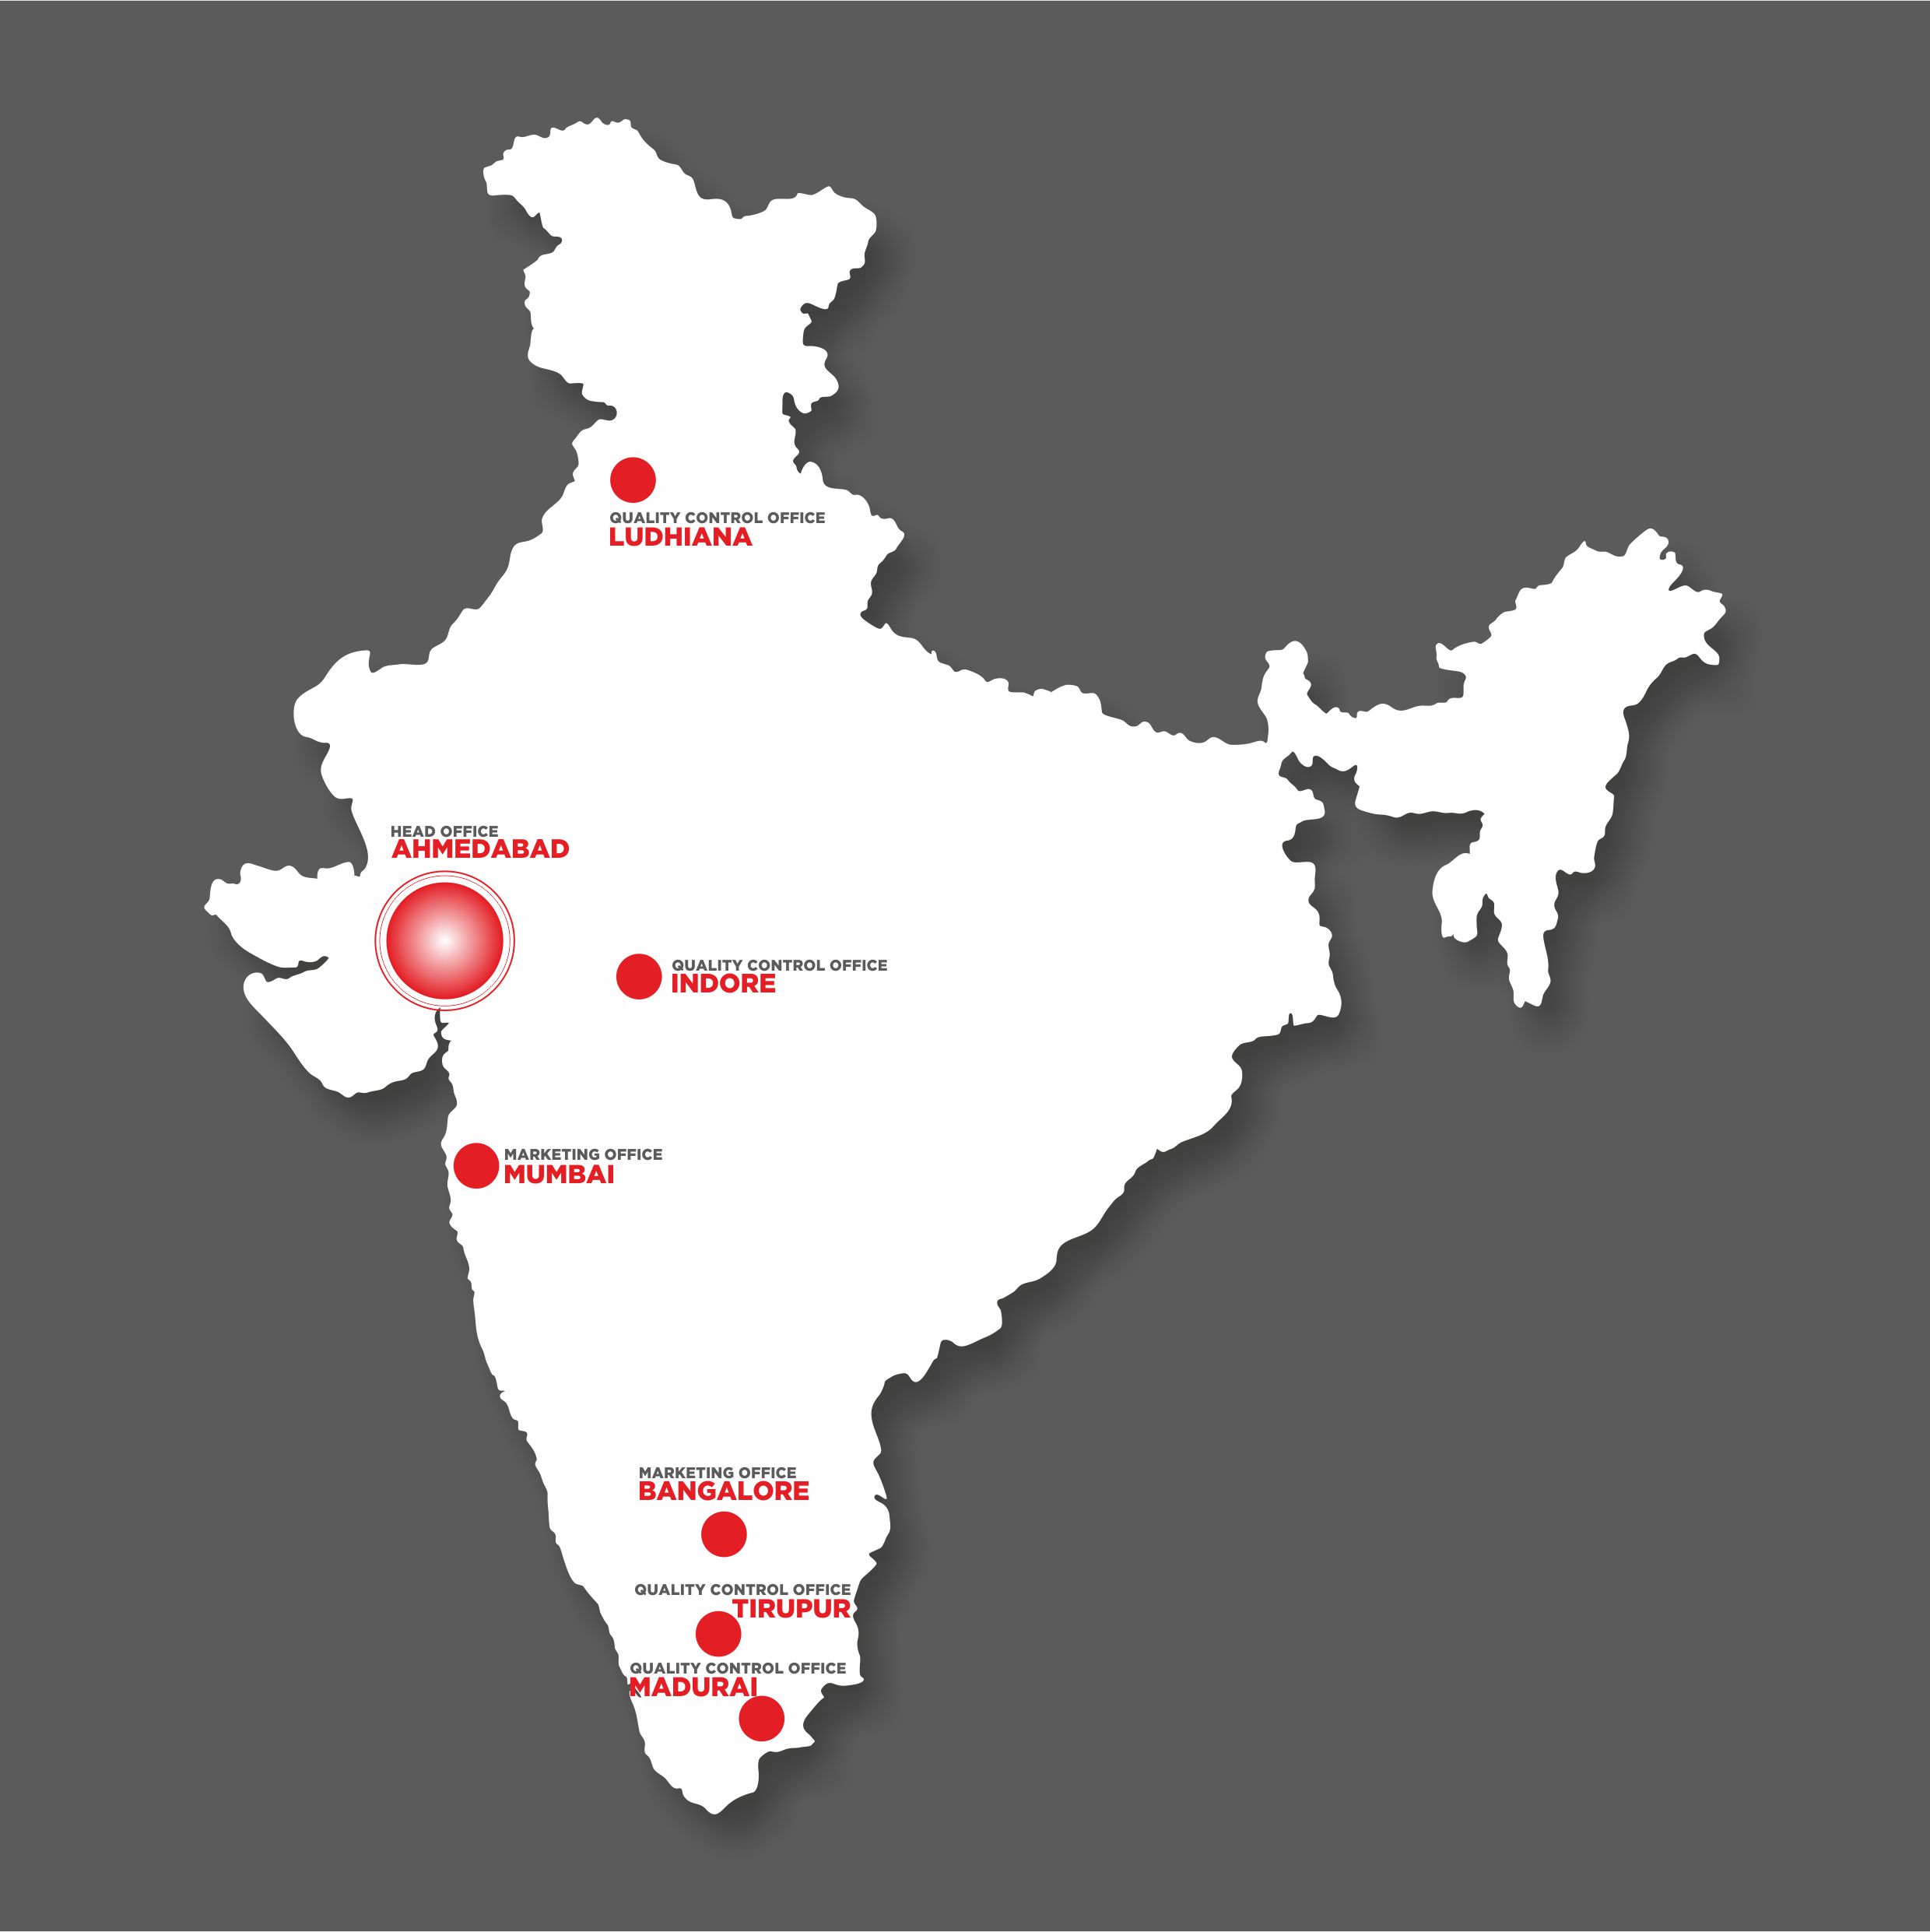 QUALITY CONTROL OFFICE
LUDHIANA
HEAD OFFICE
AHMEDABAD
QUALITY CONTROL OFFICE
INDORE
MARKETING OFFICE
MUMBAI
MARKETING OFFICE
BANGALORE
QUALITY CONTROL OFFICE
TIRUPUR
QUALITY CONTROL OFFICE
MADURAI